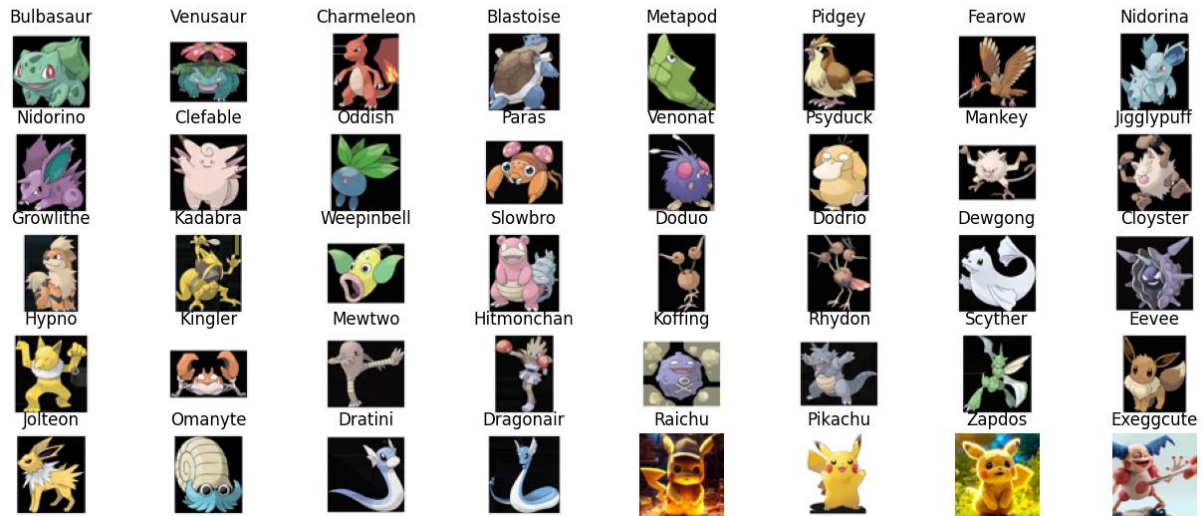 Bulbasaur Venusaur Charmeleon Blastoise Metapod Pidgey Fearow Nidorina
Nidorino Clefable Oddish Paras Venonat Psyduck Mankey Jigglypuff
Growlithe Kadabra Weepinbell Slowbro Doduo Dodrio Dewgong Cloyster
Hypno Kingler Mewtwo Hitmonchan Koffing Rhydon Scyther Eevee
Jolteon Omanyte Dratini Dragonair Raichu Pikachu Zapdos Exeggcute